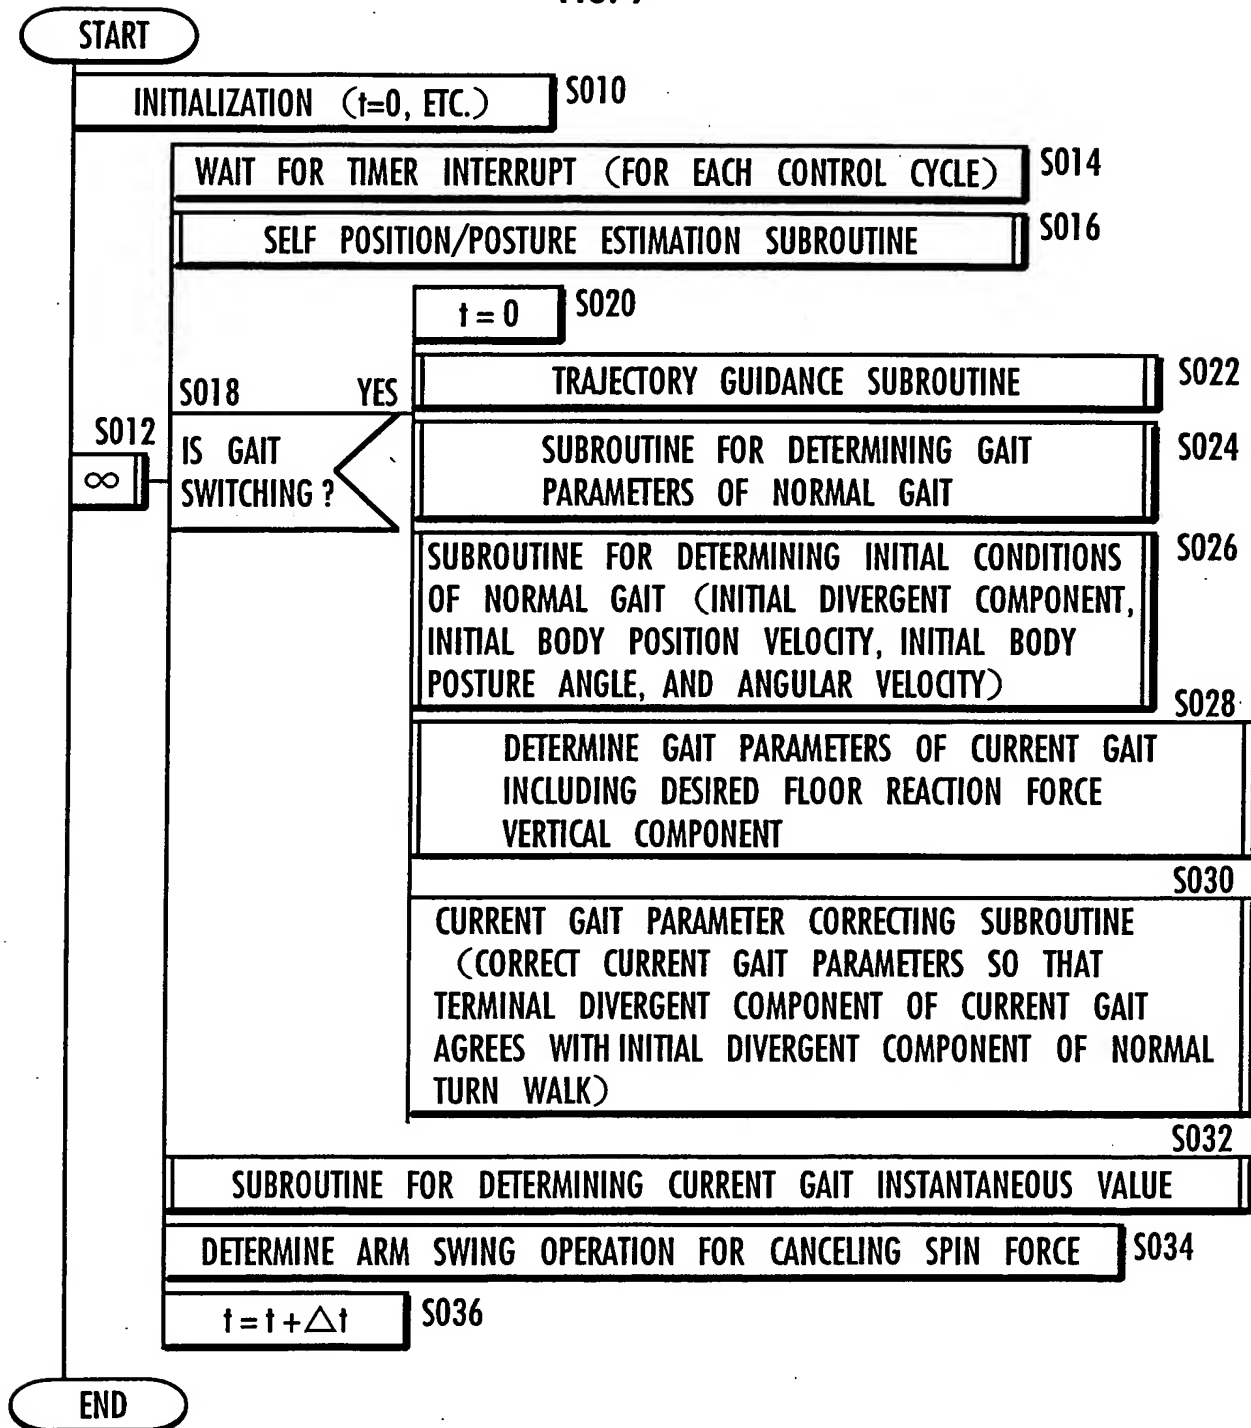 START
INITIALIZATION (t=0, ETC.)
S010
WAIT FOR TIMER INTERRUPT (FOR EACH CONTROL CYCLE)
S014
SELF POSITION/POSTURE ESTIMATION SUBROUTINE
S016
t = 0
S020
TRAJECTORY GUIDANCE SUBROUTINE
S022
S018
YES
S012
∞
IS GAIT
SWITCHING ?
SUBROUTINE FOR DETERMINING GAIT
PARAMETERS OF NORMAL GAIT
S024
SUBROUTINE FOR DETERMINING INITIAL CONDITIONS
OF NORMAL GAIT (INITIAL DIVERGENT COMPONENT,
INITIAL BODY POSITION VELOCITY, INITIAL BODY
POSTURE ANGLE, AND ANGULAR VELOCITY)
S026
S028
DETERMINE GAIT PARAMETERS OF CURRENT GAIT
INCLUDING DESIRED FLOOR REACTION FORCE
VERTICAL COMPONENT
S030
CURRENT GAIT PARAMETER CORRECTING SUBROUTINE
(CORRECT CURRENT GAIT PARAMETERS SO THAT
TERMINAL DIVERGENT COMPONENT OF CURRENT GAIT
AGREES WITH INITIAL DIVERGENT COMPONENT OF NORMAL
TURN WALK)
S032
SUBROUTINE FOR DETERMINING CURRENT GAIT INSTANTANEOUS VALUE
DETERMINE ARM SWING OPERATION FOR CANCELING SPIN FORCE
S034
t = t + △t
S036
END